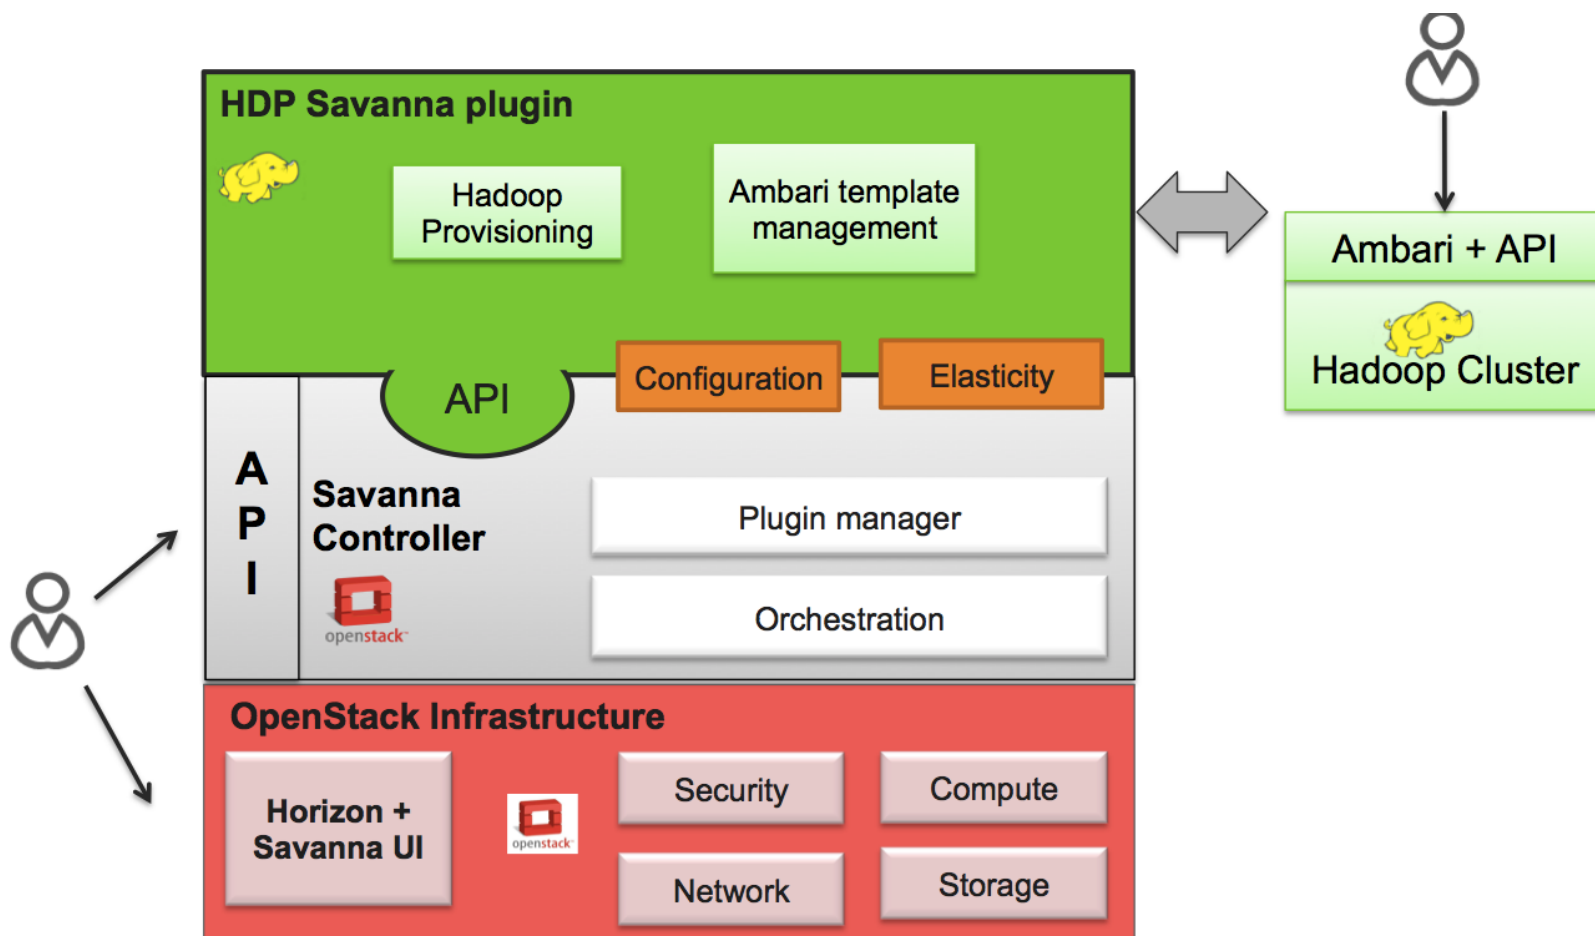 HDP Savanna plugin
Hadoop
Provisioning
Ambari template
management
Ambari + API
Hadoop Cluster
API
Configuration
Elasticity
A
P
I
Savanna
Controller
openstack
Plugin manager
Orchestration
OpenStack Infrastructure
Horizon +
Savanna UI
openstack
Security
Compute
Network
Storage